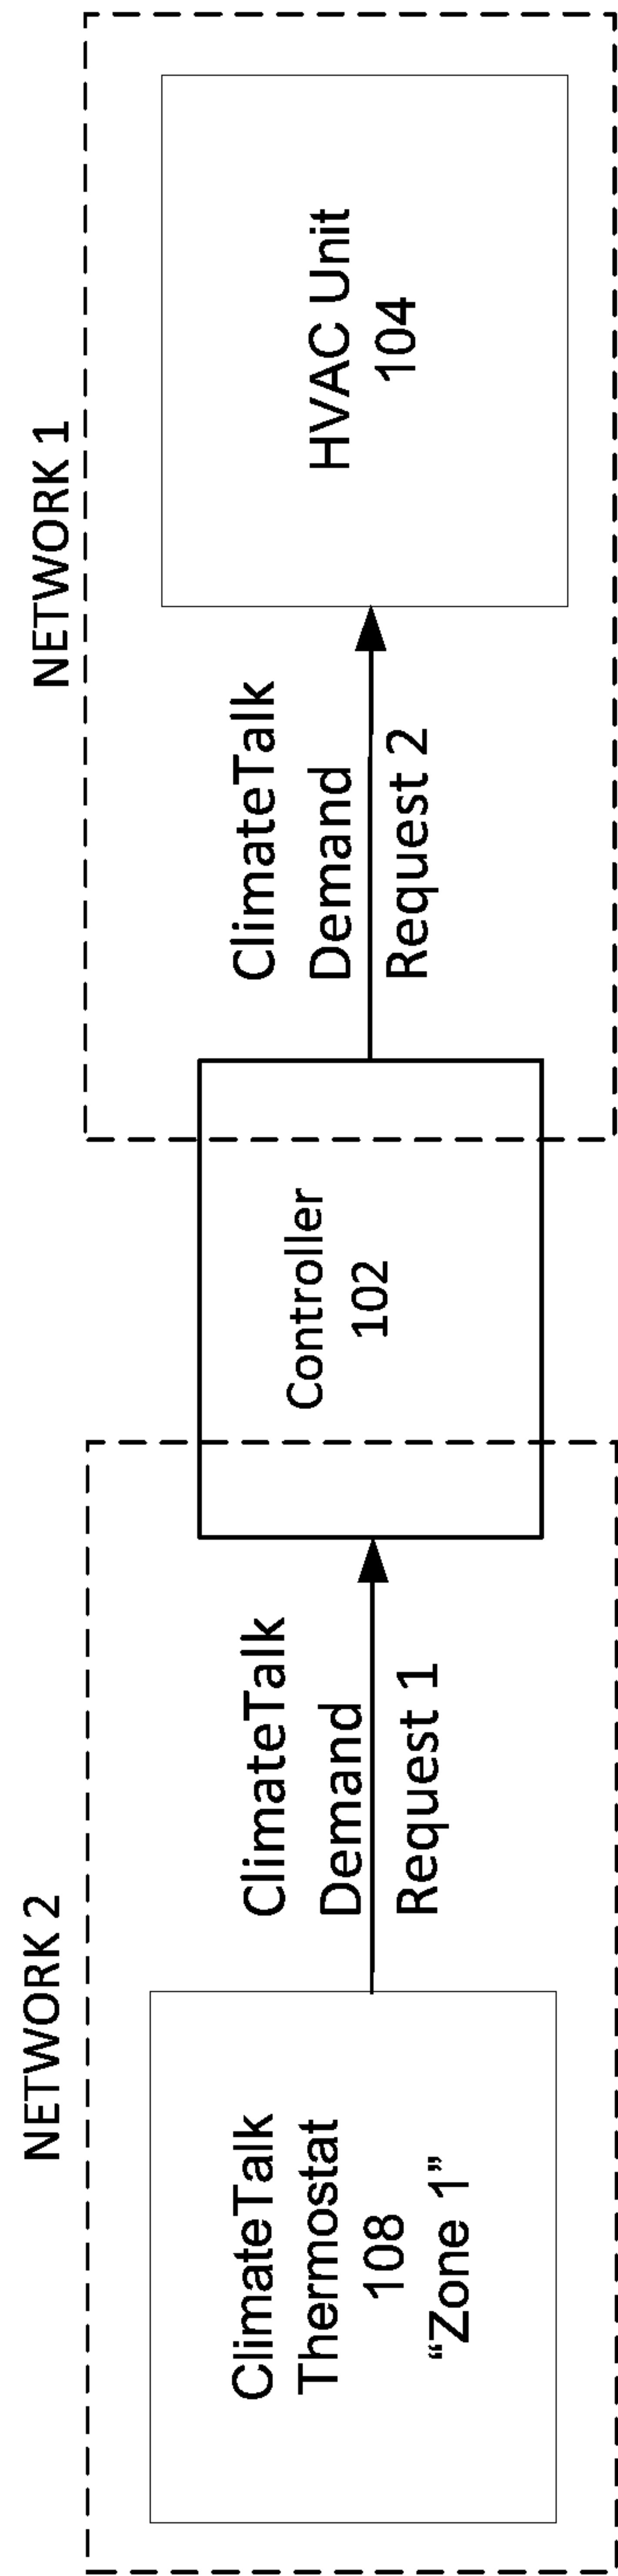 NETWORK 2
NETWORK 1
ClimateTalk
Thermostat
108
“Zone 1”
ClimateTalk
Demand
Request 1
Controller
102
ClimateTalk
Demand
Request 2
HVAC Unit
104